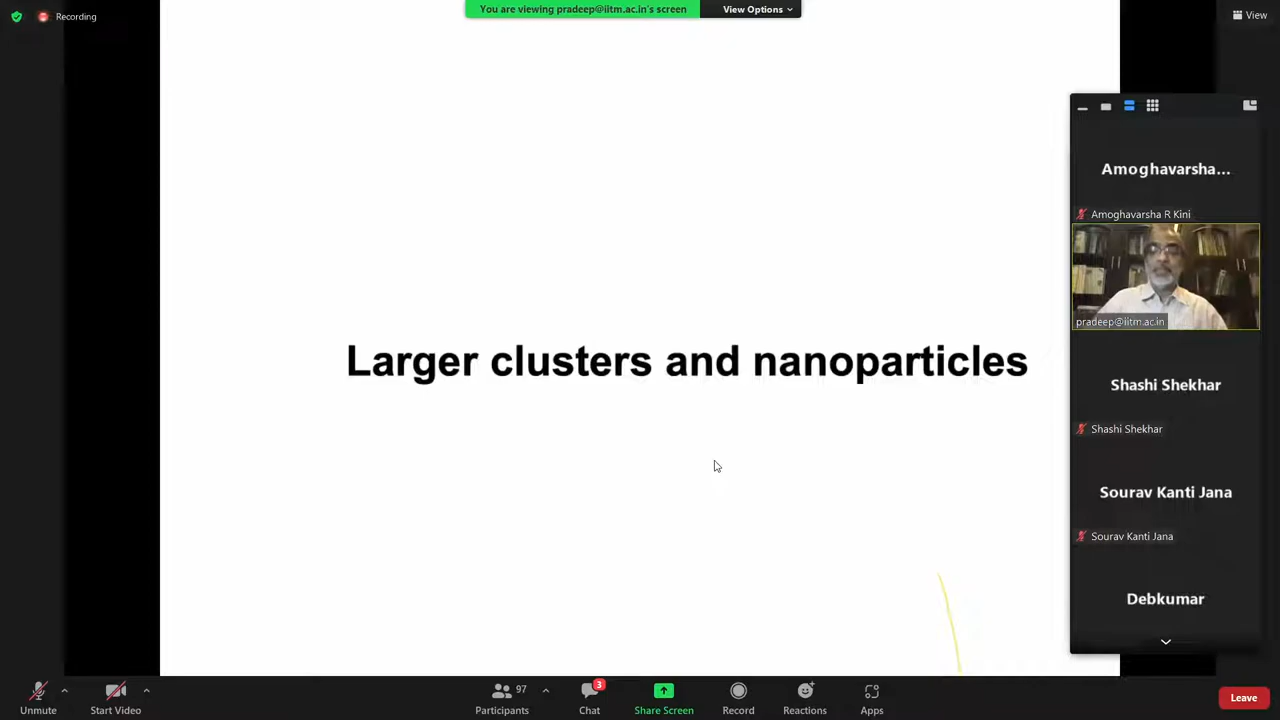 Recording
You are viewing pradeep@iitm.ac.in's screen
View Options
View
Larger clusters and nanoparticles
Amoghavarsha...
Amoghavarsha R Kini
pradeep@iitm.ac.in
Shashi Shekhar
Shashi Shekhar
Sourav Kanti Jana
Sourav Kanti Jana
Debkumar
Unmute
Start Video
97
Participants
3
Chat
Share Screen
Record
Reactions
Apps
Leave